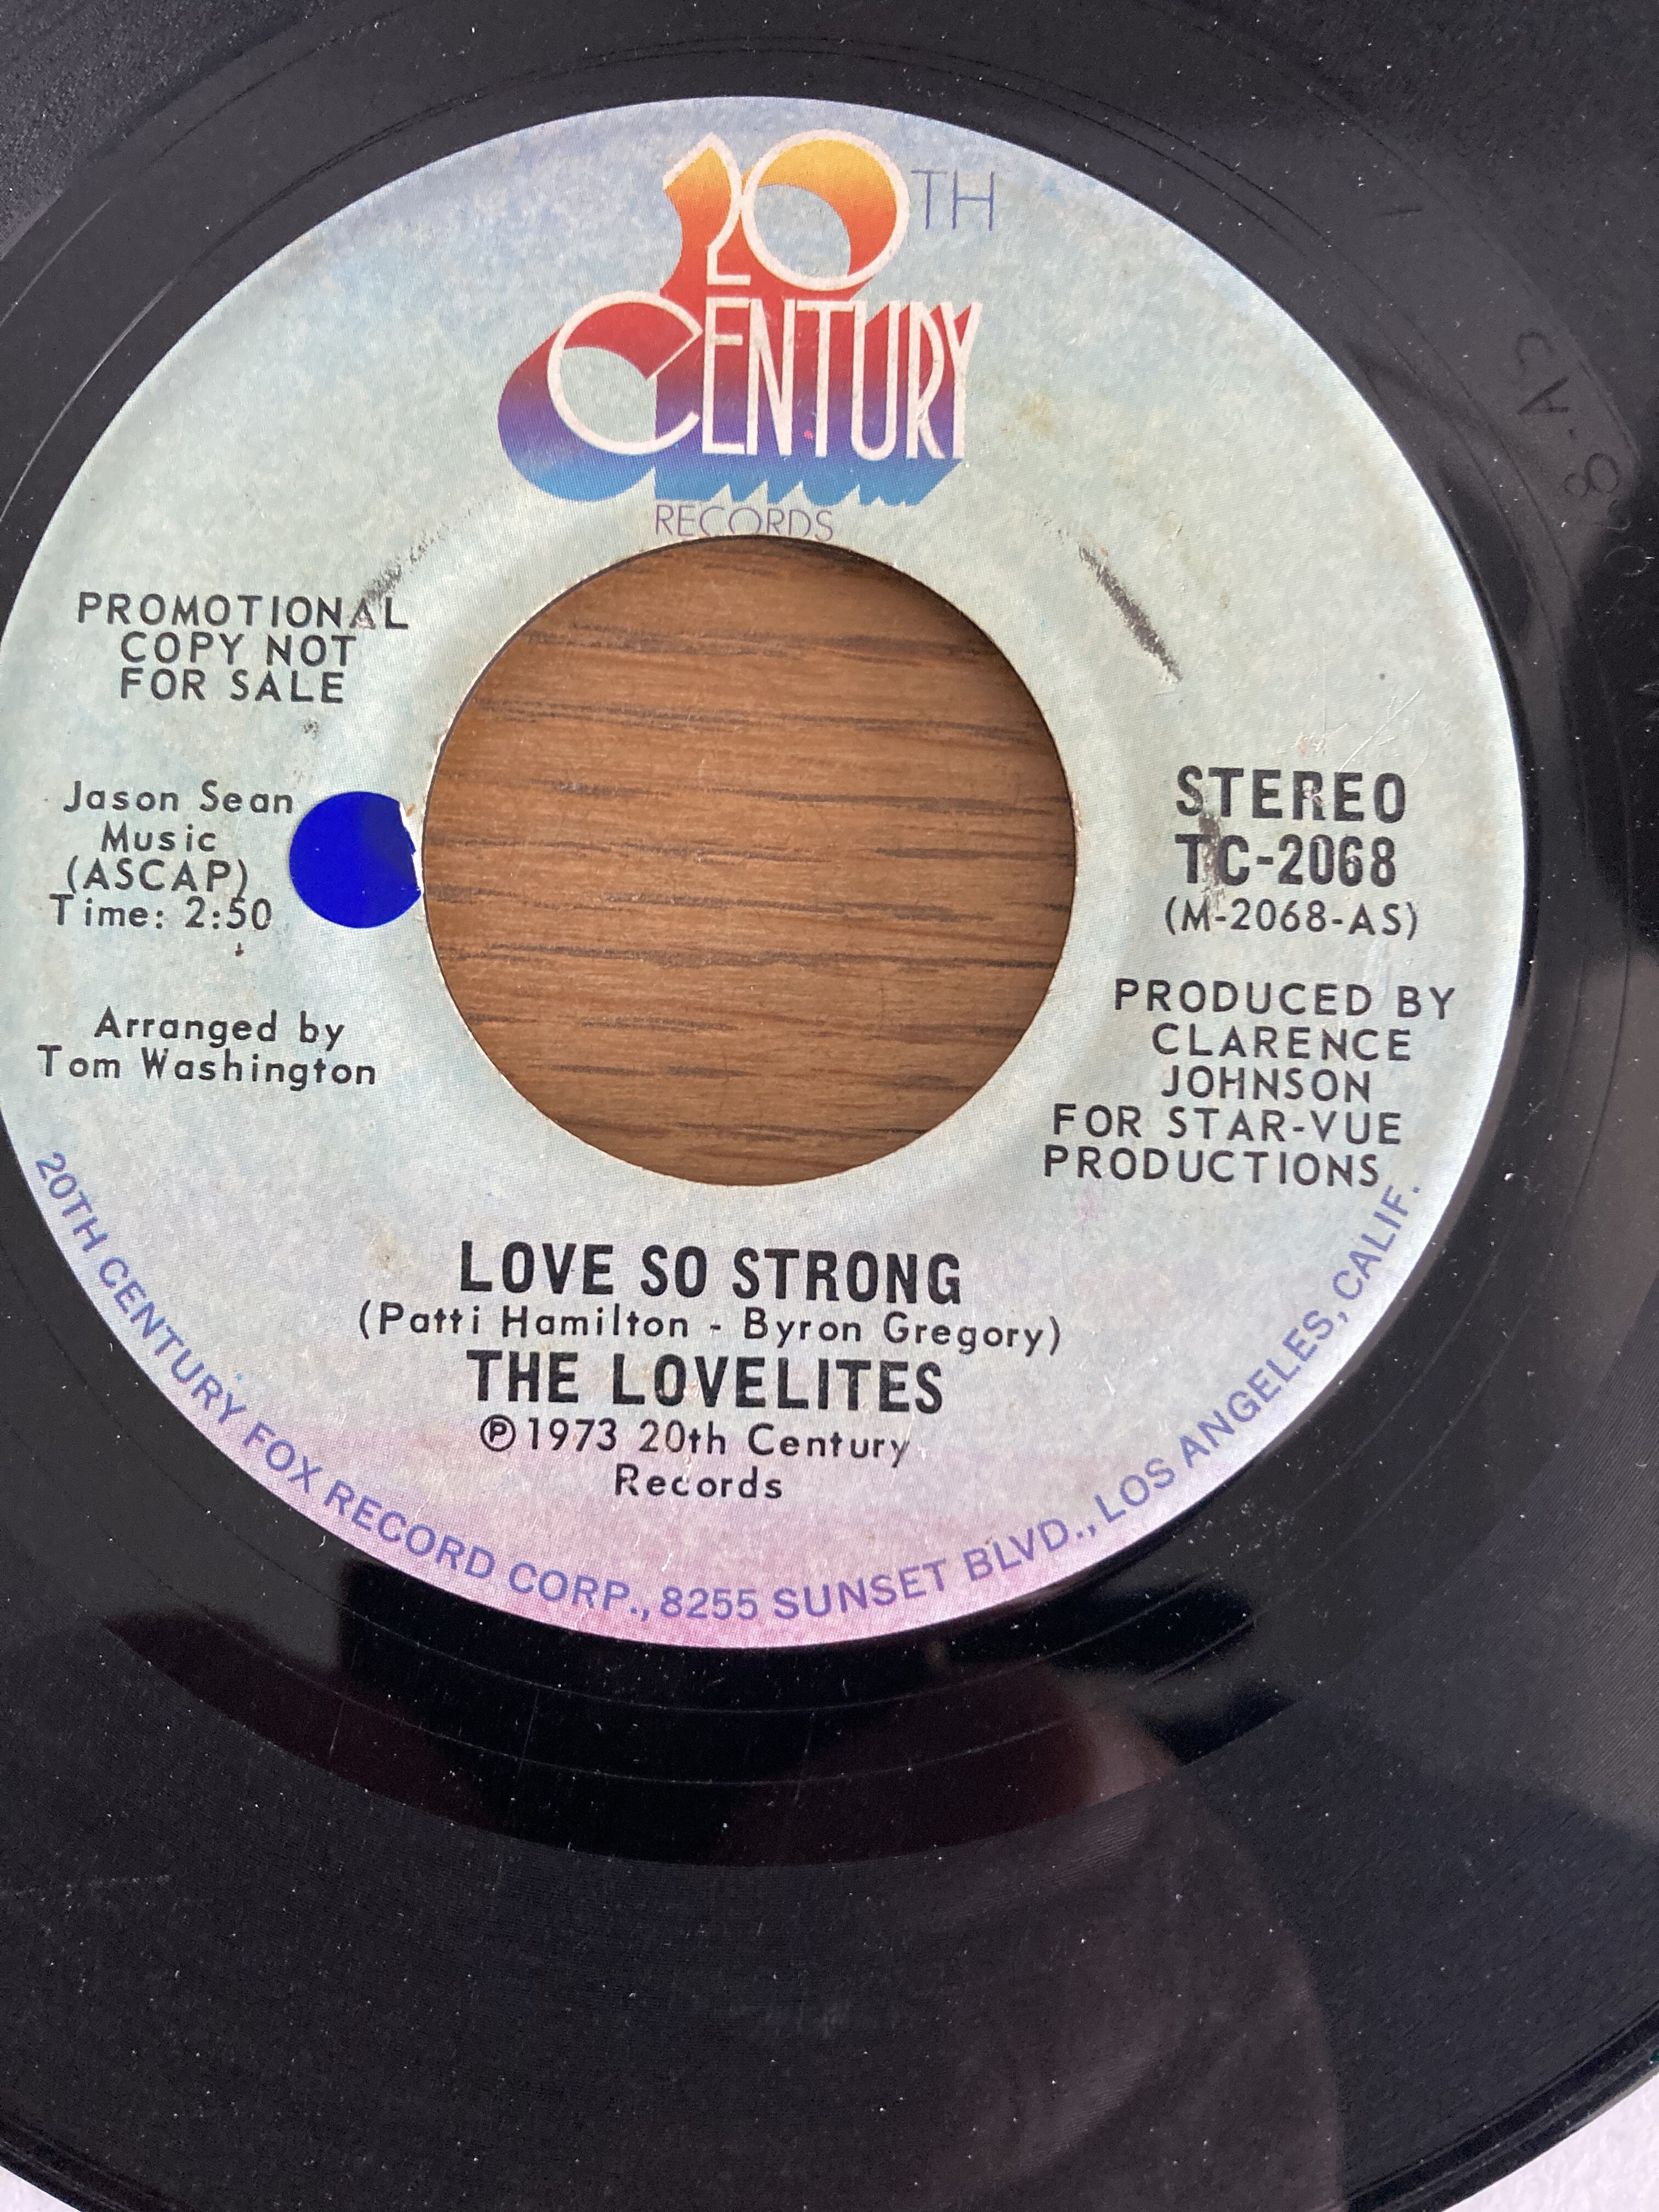 20TH
CENTURY
RECORDS
PROMOTIONAL
COPY NOT
FOR SALE
Jason Sean
Music
(ASCAP)
Time: 2:50
Arranged by
Tom Washington
STEREO
TC-2068
(M-2068-AS)
PRODUCED BY
CLARENCE
JOHNSON
FOR STAR-VUE
PRODUCTIONS
LOVE SO STRONG
(Patti Hamilton - Byron Gregory)
THE LOVELITES
Ⓟ1973 20th Century
Records
20TH CENTURY FOX RECORD CORP., 8255 SUNSET BLVD., LOS ANGELES, CALIF.